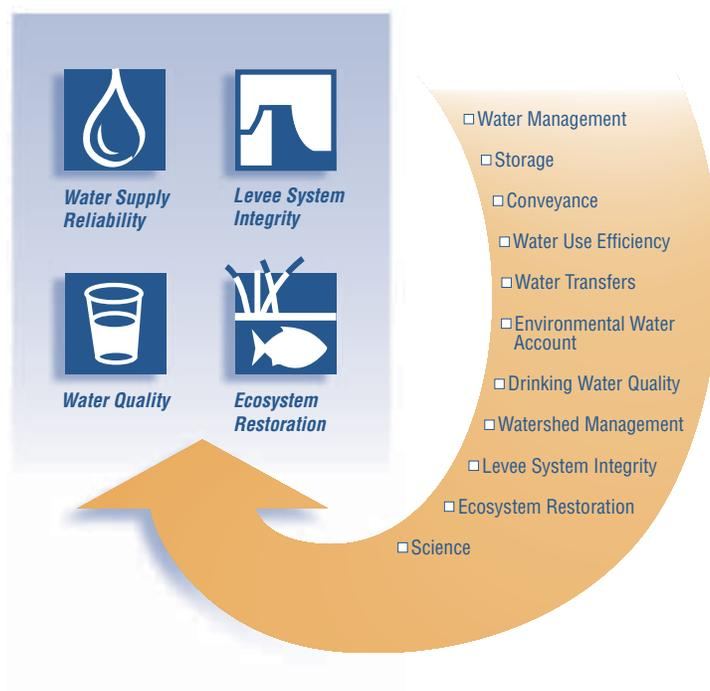 Water Supply
Reliability
Levee System
Integrity
Water Quality
Ecosystem
Restoration
Water Management
Storage
Conveyance
Water Use Efficiency
Water Transfers
Environmental Water
Account
Drinking Water Quality
Watershed Management
Levee System Integrity
Ecosystem Restoration
Science